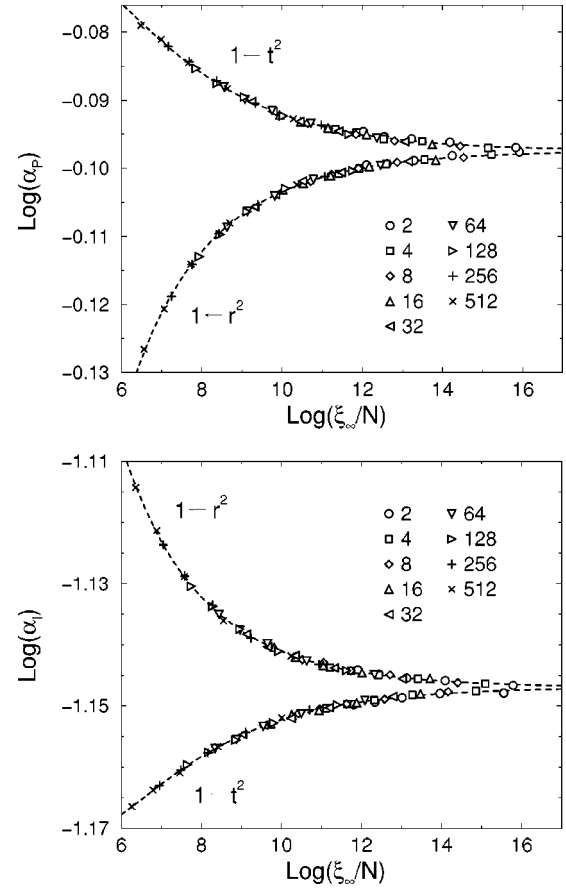 −0.08
−0.09
−0.10
−0.11
−0.12
−0.13
Log(αP)
1 − t²
1 − r²
2 64
4 128
8 256
16 512
32
6 8 10 12 14 16
Log(ξ∞/N)
−1.11
−1.13
−1.15
−1.17
Log(αI)
1 − r²
2 64
4 128
8 256
16 512
32
1 − t²
6 8 10 12 14 16
Log(ξ∞/N)